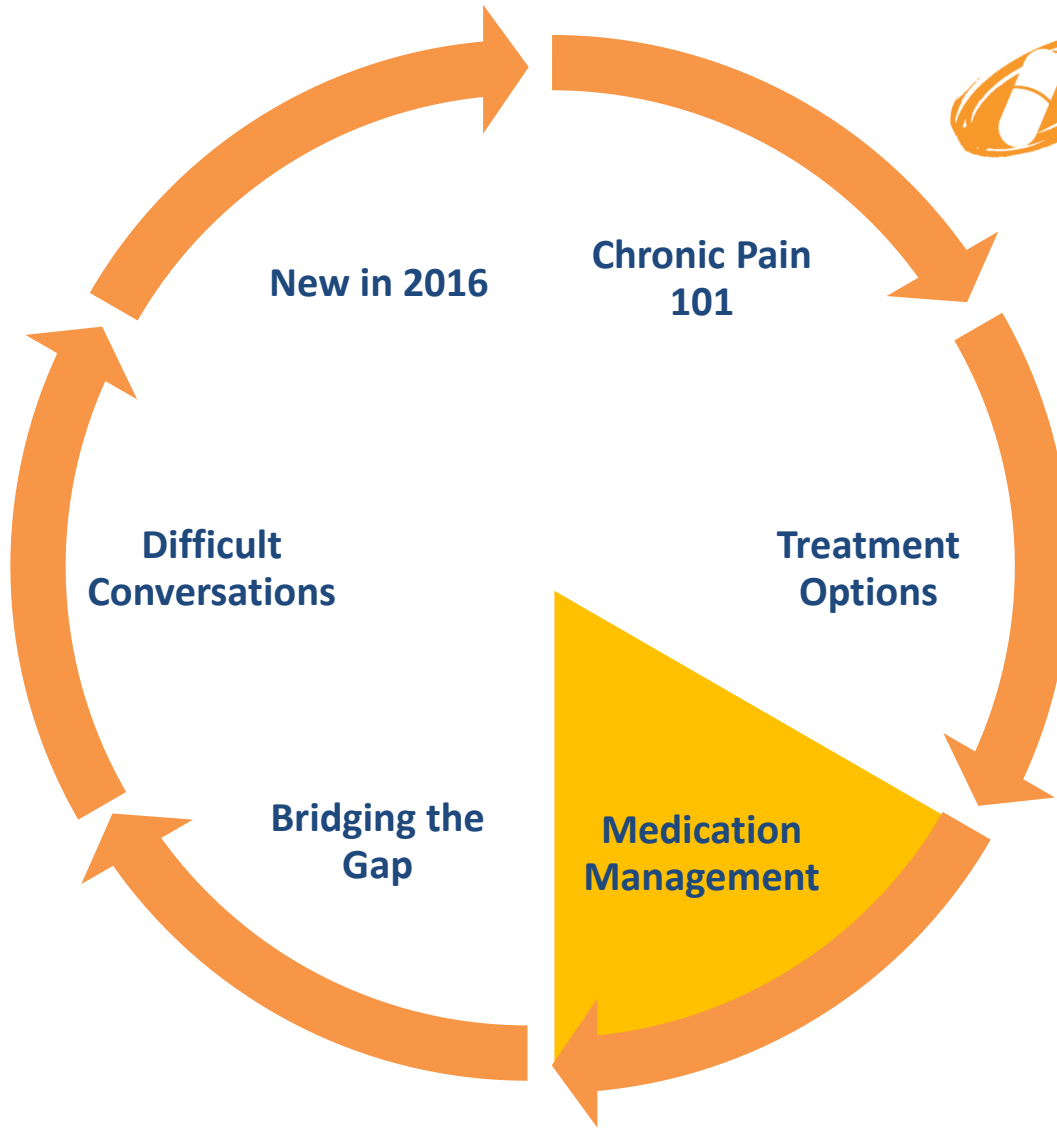 New in 2016
Chronic Pain
101
Treatment
Options
Medication
Management
Bridging the
Gap
Difficult
Conversations